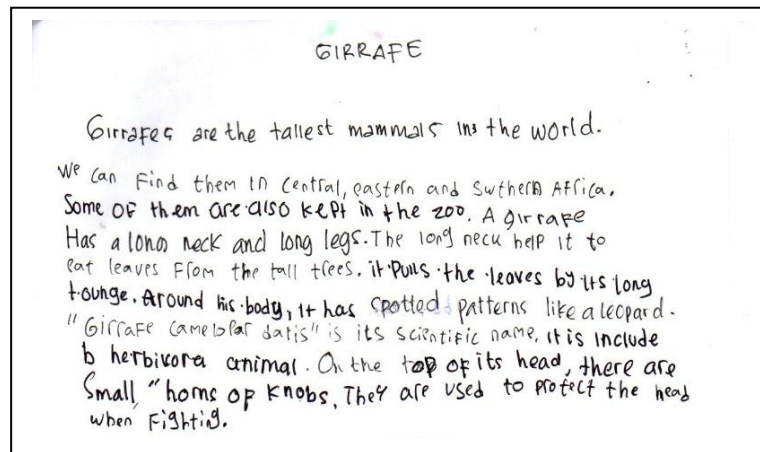 GIRRAFE
Girrafes are the tallest mammals in the world.
We can Find them in central, eastern and Suthern Africa.
Some OF them are also kept in the zoo. A girrafe
Has a long neck and long legs. The long neck help it to
eat leaves From the tall trees. it Pulls the leaves by its long
tounge. Around his body, it has spotted patterns like a leopard.
"Girrafe camelopar datis" is its scientific name, it is include
b herbivora animal. On the top of its head, there are
Small "horns OF knobs. They are used to protect the head
when Fighting.